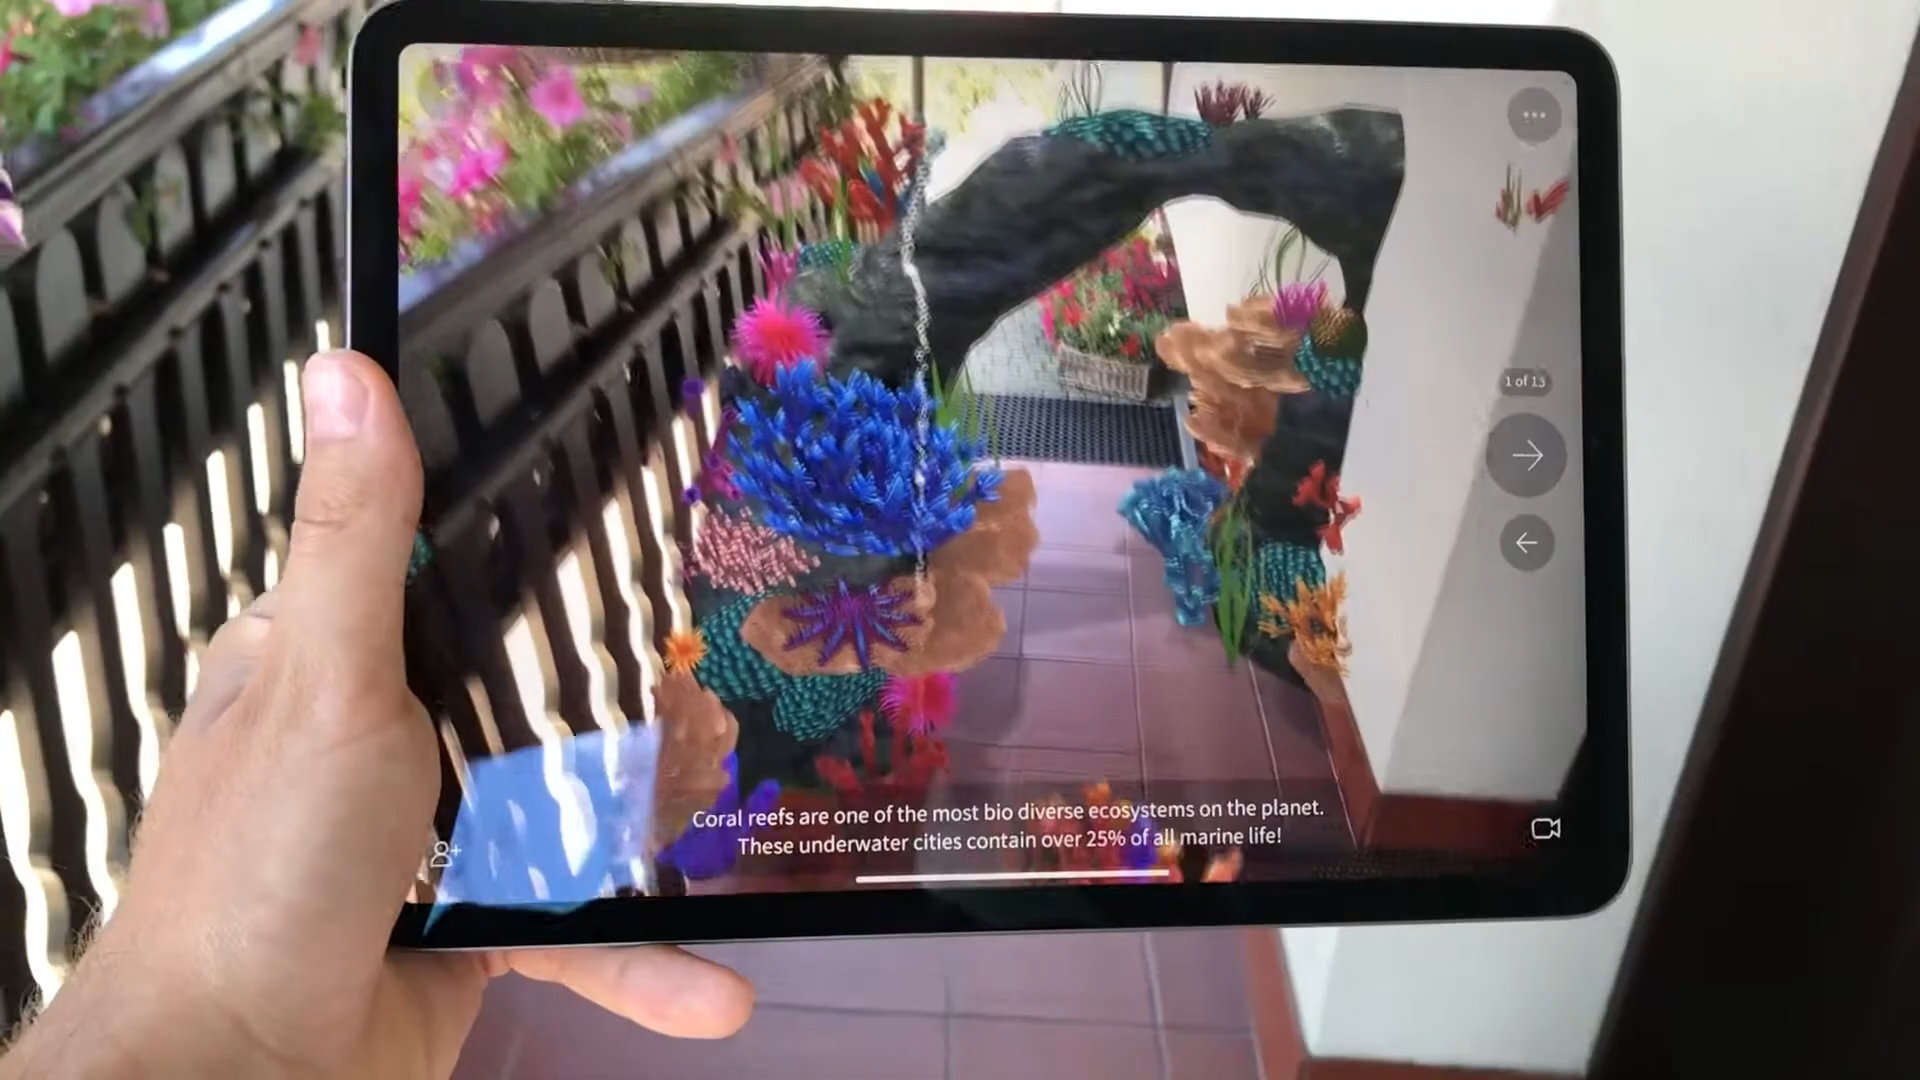 1 of 13
Coral reefs are one of the most bio diverse ecosystems on the planet.
These underwater cities contain over 25% of all marine life!